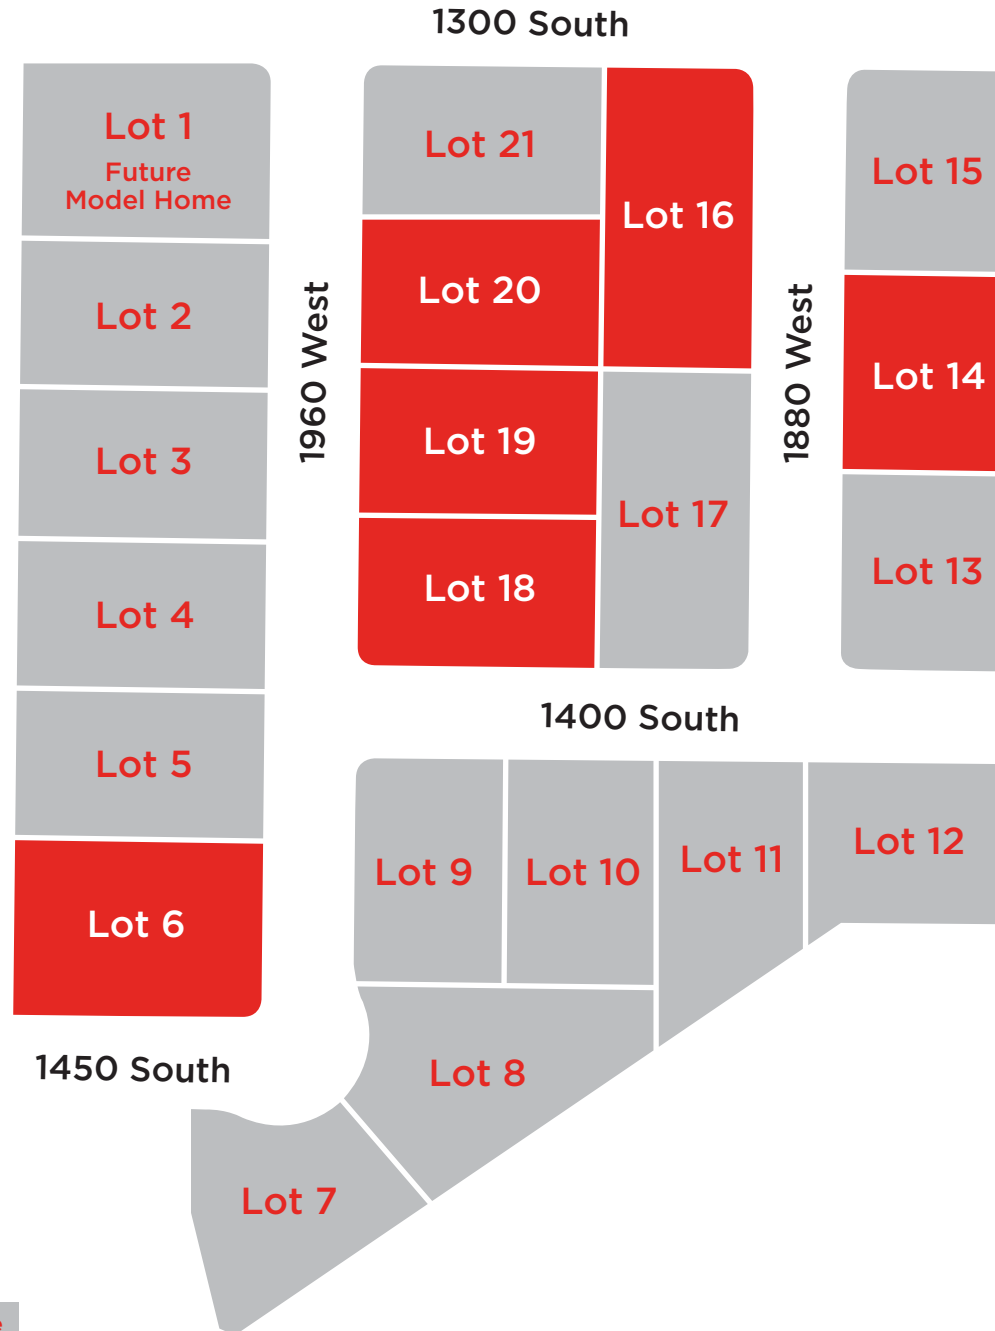 1300 South
Lot 1
Future
Model Home
Lot 21
Lot 16
Lot 15
Lot 2
1960 West
Lot 20
1880 West
Lot 14
Lot 3
Lot 19
Lot 17
Lot 13
Lot 4
Lot 18
1400 South
Lot 5
Lot 9
Lot 10
Lot 11
Lot 12
Lot 6
1450 South
Lot 8
Lot 7